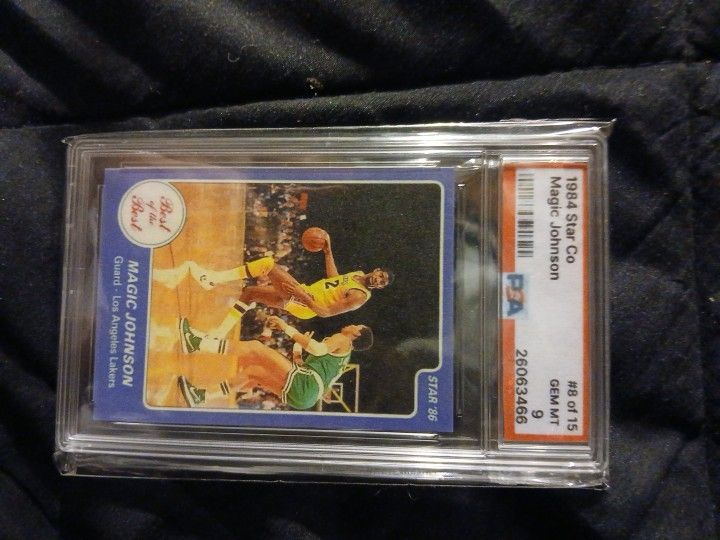 1984 Star Co
Magic Johnson
#8 of 15
GEM MT
9
PSA
26063466
STAR '86
2
Best
of the
Best
MAGIC JOHNSON
Guard - Los Angeles Lakers